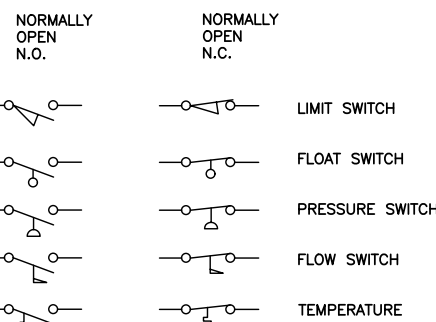 NORMALLY
OPEN
N.O.
NORMALLY
OPEN
N.C.
LIMIT SWITCH
FLOAT SWITCH
PRESSURE SWITCH
FLOW SWITCH
TEMPERATURE